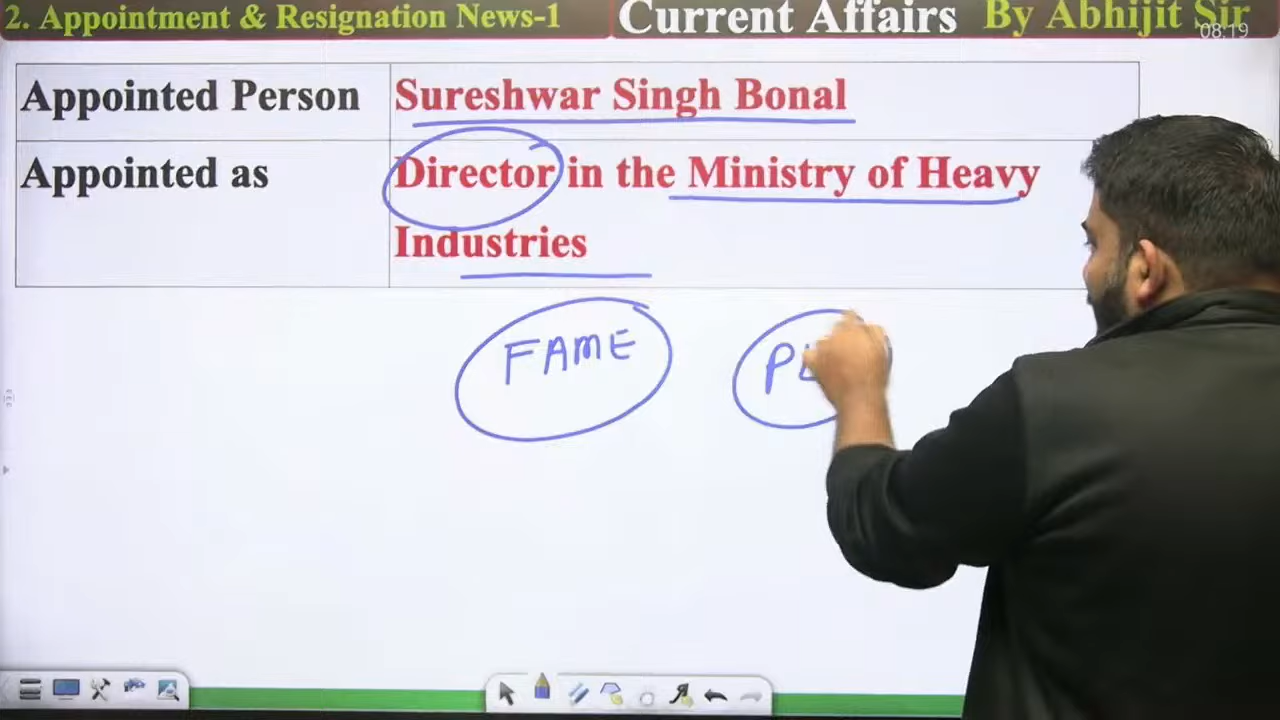 2. Appointment & Resignation News-1
Current Affairs By Abhijit Sir
08:19
Appointed Person
Sureshwar Singh Bonal
Appointed as
Director in the Ministry of Heavy
Industries
FAME